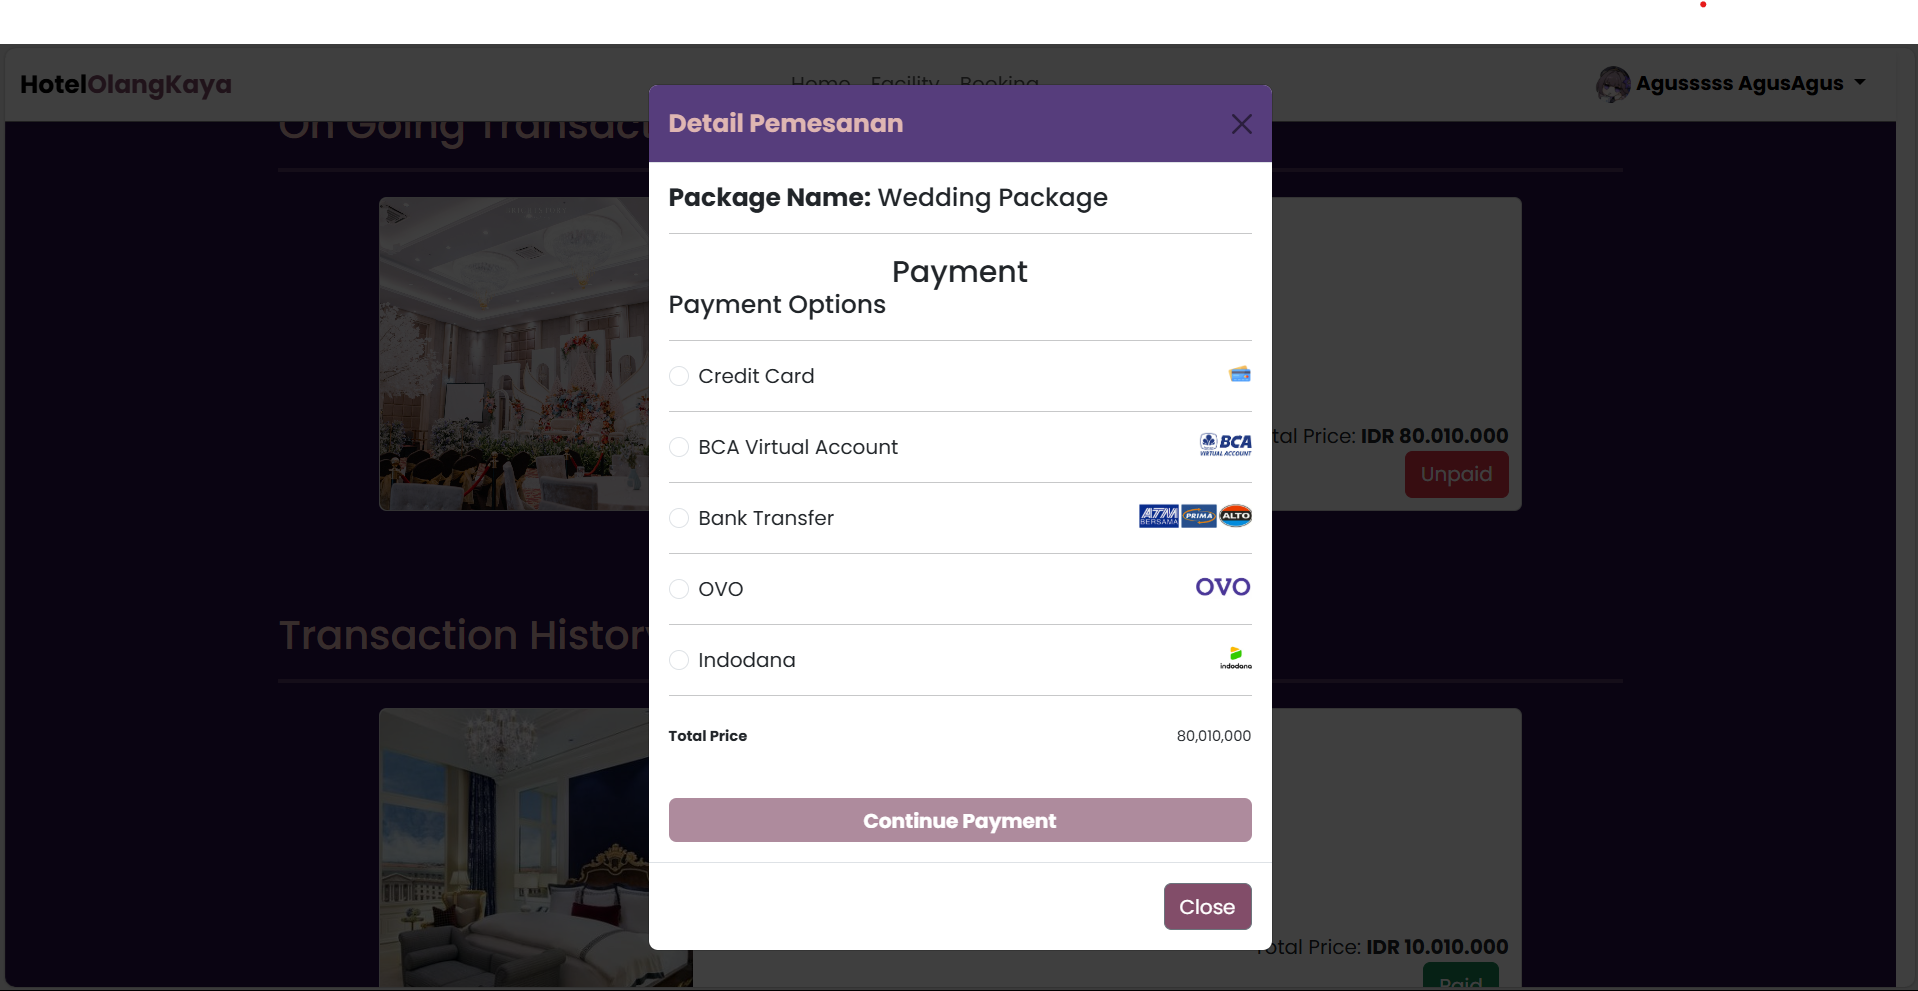 HotelOlangKaya
Home Facility Booking
Agusssss AgusAgus
On Going Transact
Detail Pemesanan
Package Name: Wedding Package
Payment
Payment Options
Credit Card
BCA Virtual Account
BCA
VIRTUAL ACCOUNT
Bank Transfer
ATM
BERSAMA
PRIMA
ALTO
OVO
OVO
Indodana
indodana
Total Price
80,010,000
Continue Payment
Close
tal Price: IDR 80.010.000
Unpaid
Transaction History
Total Price: IDR 10.010.000
Paid